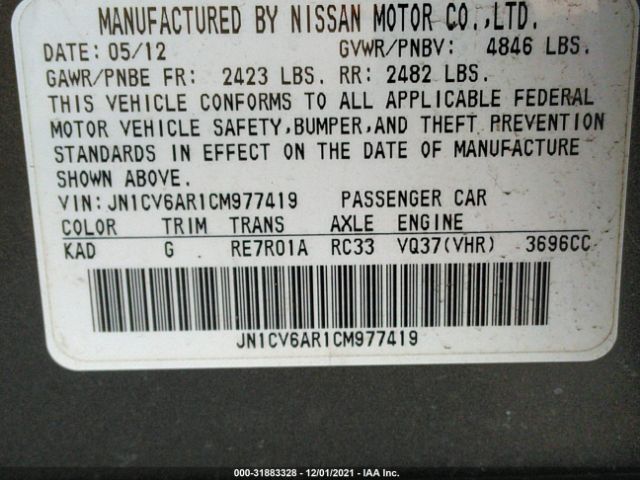 MANUFACTURED BY NISSAN MOTOR CO.,LTD.
DATE: 05/12 GVWR/PNBV: 4846 LBS.
GAWR/PNBE FR: 2423 LBS. RR: 2482 LBS.
THIS VEHICLE CONFORMS TO ALL APPLICABLE FEDERAL
MOTOR VEHICLE SAFETY,BUMPER,AND THEFT PREVENTION
STANDARDS IN EFFECT ON THE DATE OF MANUFACTURE
SHOWN ABOVE.
VIN:JN1CV6AR1CM977419 PASSENGER CAR
COLOR TRIM TRANS AXLE ENGINE
KAD G RE7R01A RC33 VQ37(VHR) 3696CC
JN1CV6AR1CM977419
000-31883328 - 12/01/2021 - IAA Inc.